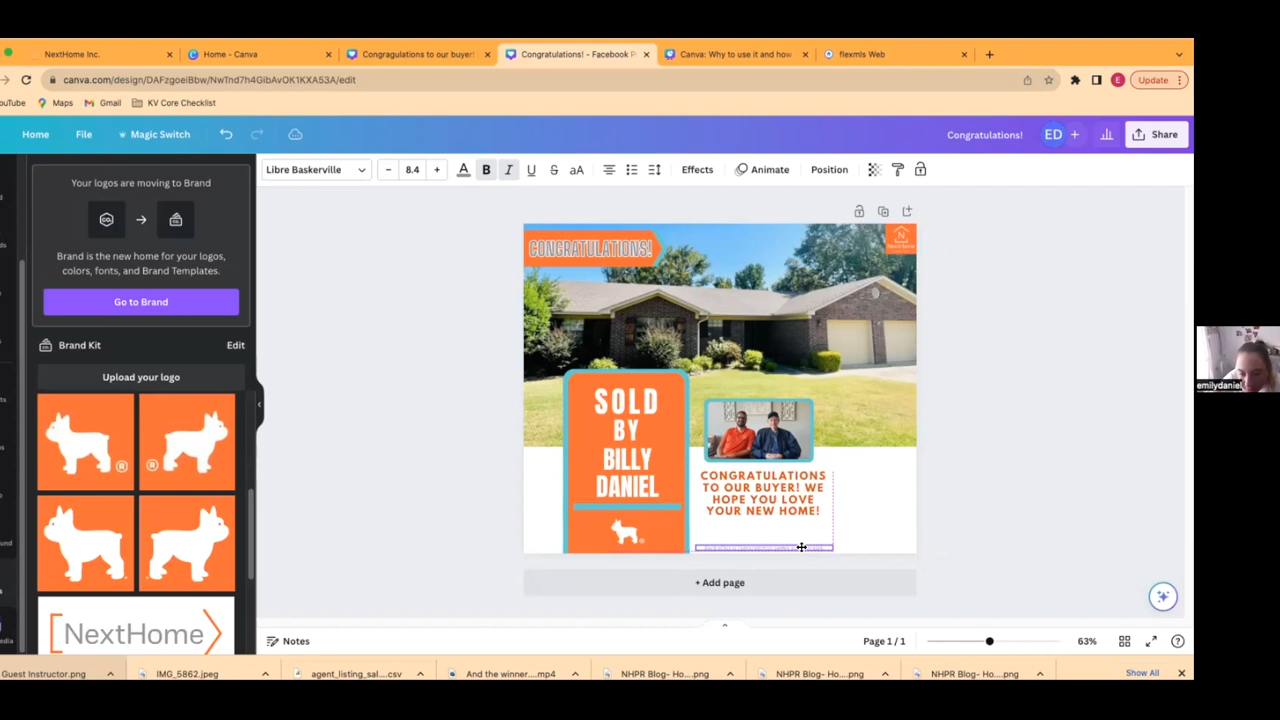 NextHome Inc.
Home - Canva
Congragulations to our buyer!
Congratulations! - Facebook P
Canva: Why to use it and how
flexmls Web
canva.com/design/DAFzgoeiBbw/NwTnd7h4GibAvOK1KXA53A/edit
E
Update
ouTube
Maps
Gmail
KV Core Checklist
Home
File
Magic Switch
Congratulations!
ED
Share
Your logos are moving to Brand
Libre Baskerville
8.4
A
B
I
U
S
aA
Effects
Animate
Position
Brand is the new home for your logos,
colors, fonts, and Brand Templates.
Go to Brand
Brand Kit
Edit
Upload your logo
NextHome
CONGRATULATIONS!
N
NextHome
SOLD
BY
BILLY
DANIEL
CONGRATULATIONS
TO OUR BUYER! WE
HOPE YOU LOVE
YOUR NEW HOME!
+ Add page
emilydaniel
Notes
Page 1 / 1
63%
Guest Instructor.png
IMG_5862.jpeg
agent_listing_sal....csv
And the winner....mp4
NHPR Blog- Ho....png
NHPR Blog- Ho....png
NHPR Blog- Ho....png
Show All